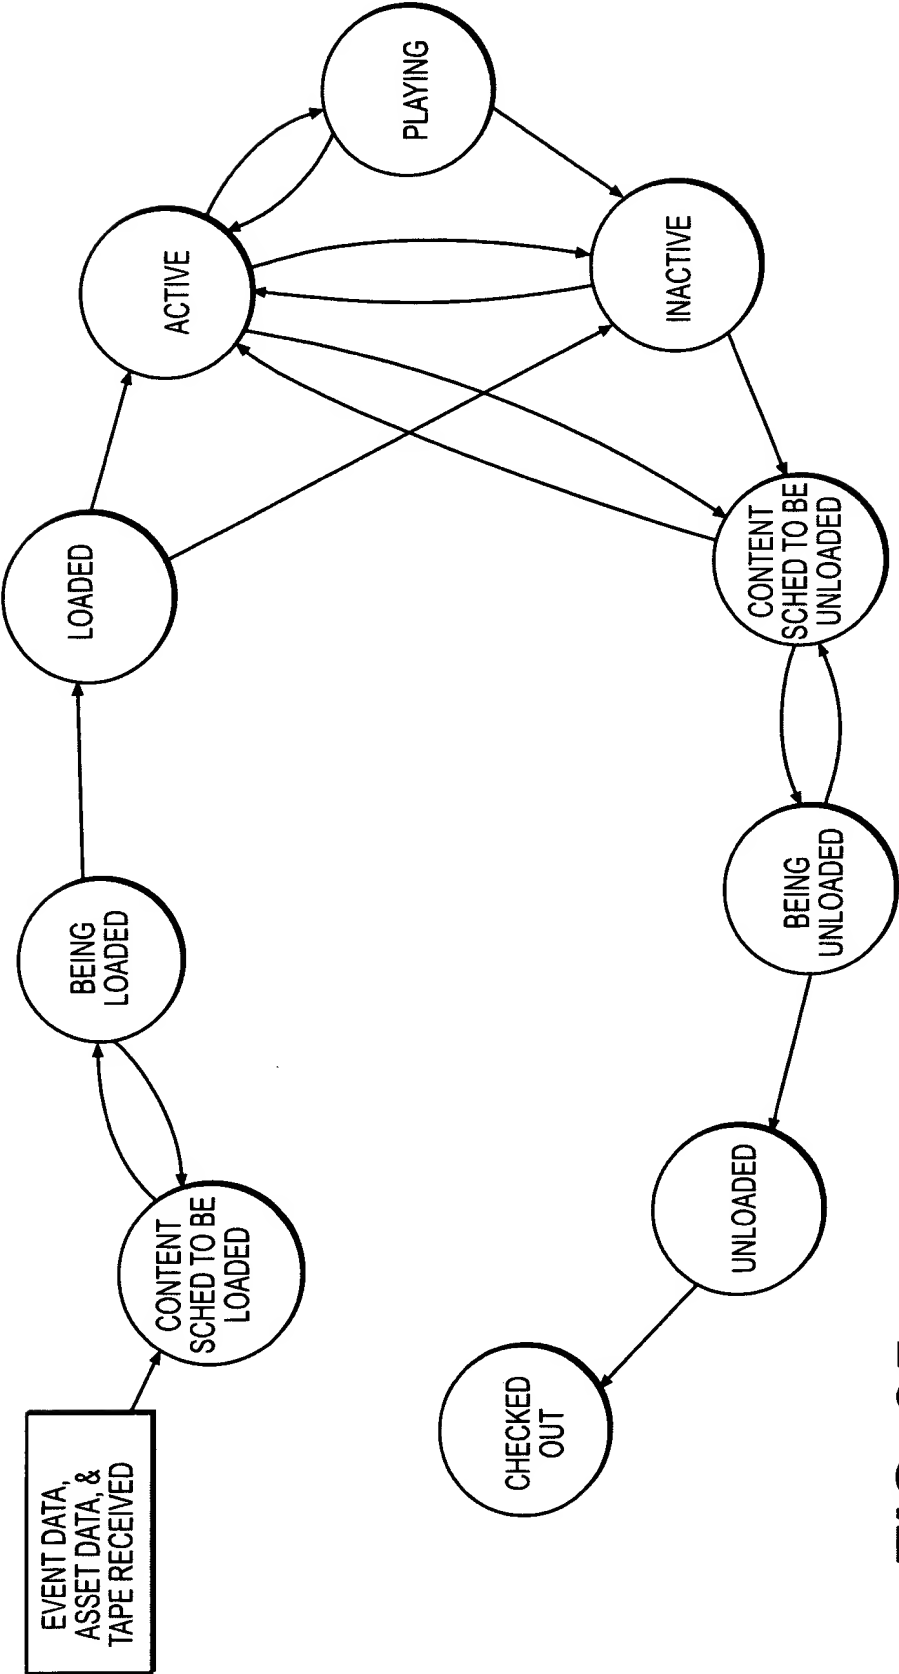 EVENT DATA,
ASSET DATA, &
TAPE RECEIVED
CONTENT
SCHED TO BE
LOADED
BEING
LOADED
LOADED
ACTIVE
PLAYING
INACTIVE
CONTENT
SCHED TO BE
UNLOADED
BEING
UNLOADED
UNLOADED
CHECKED
OUT